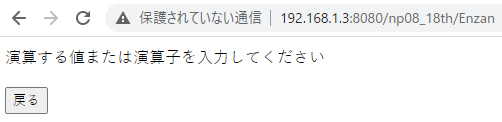 保護されていない通信 | 192.168.1.3:8080/np08_18th/Enzan
演算する値または演算子を入力してください
戻る